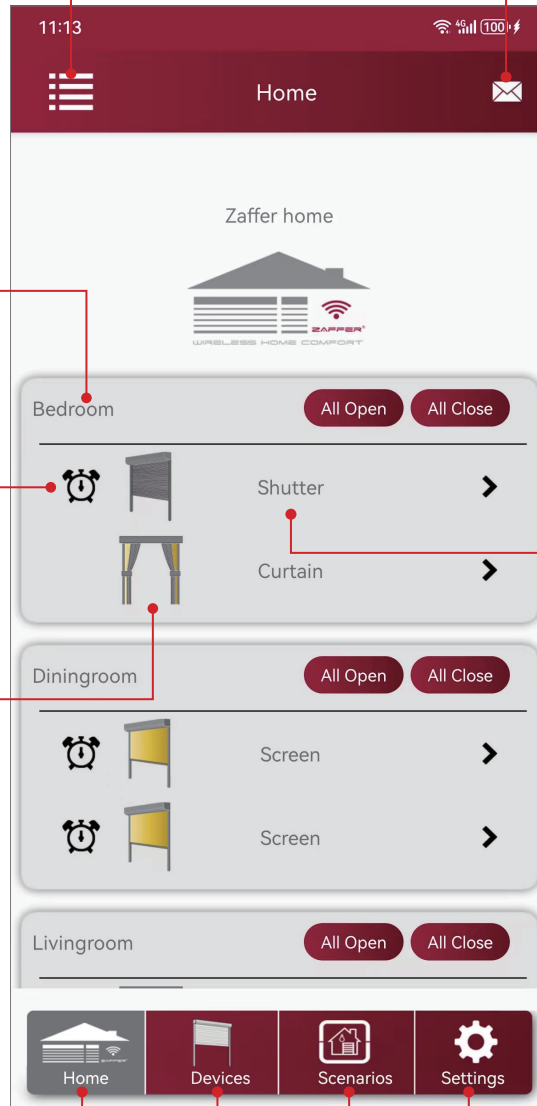 11:13
4G 100
Home
Zaffer home
ZAFFER®
WIRELESS HOME COMFORT
Bedroom All Open All Close
Shutter
Curtain
Diningroom All Open All Close
Screen
Screen
Livingroom All Open All Close
Home Devices Scenarios Settings